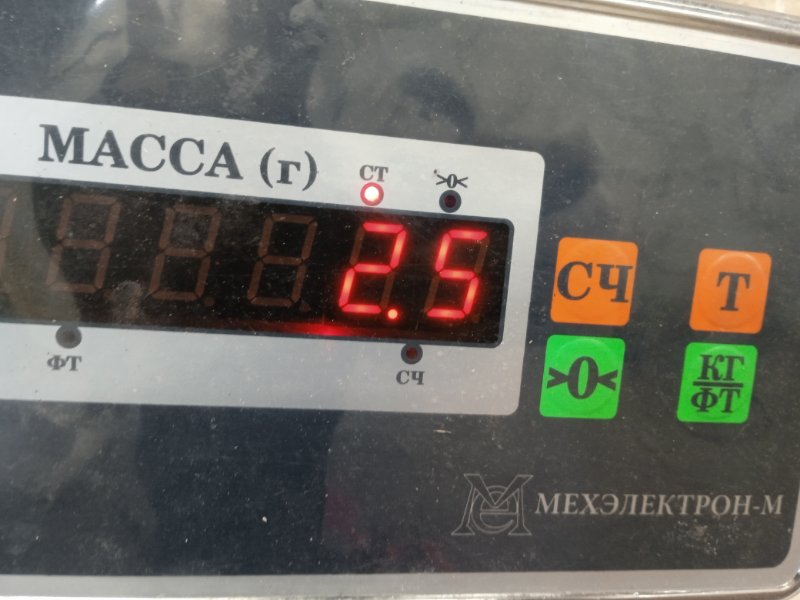 МАССА (г)
СТ
>0<
2.5
ФТ
СЧ
СЧ
Т
>0<
КГ
ФТ
МЕХЭЛЕКТРОН-М